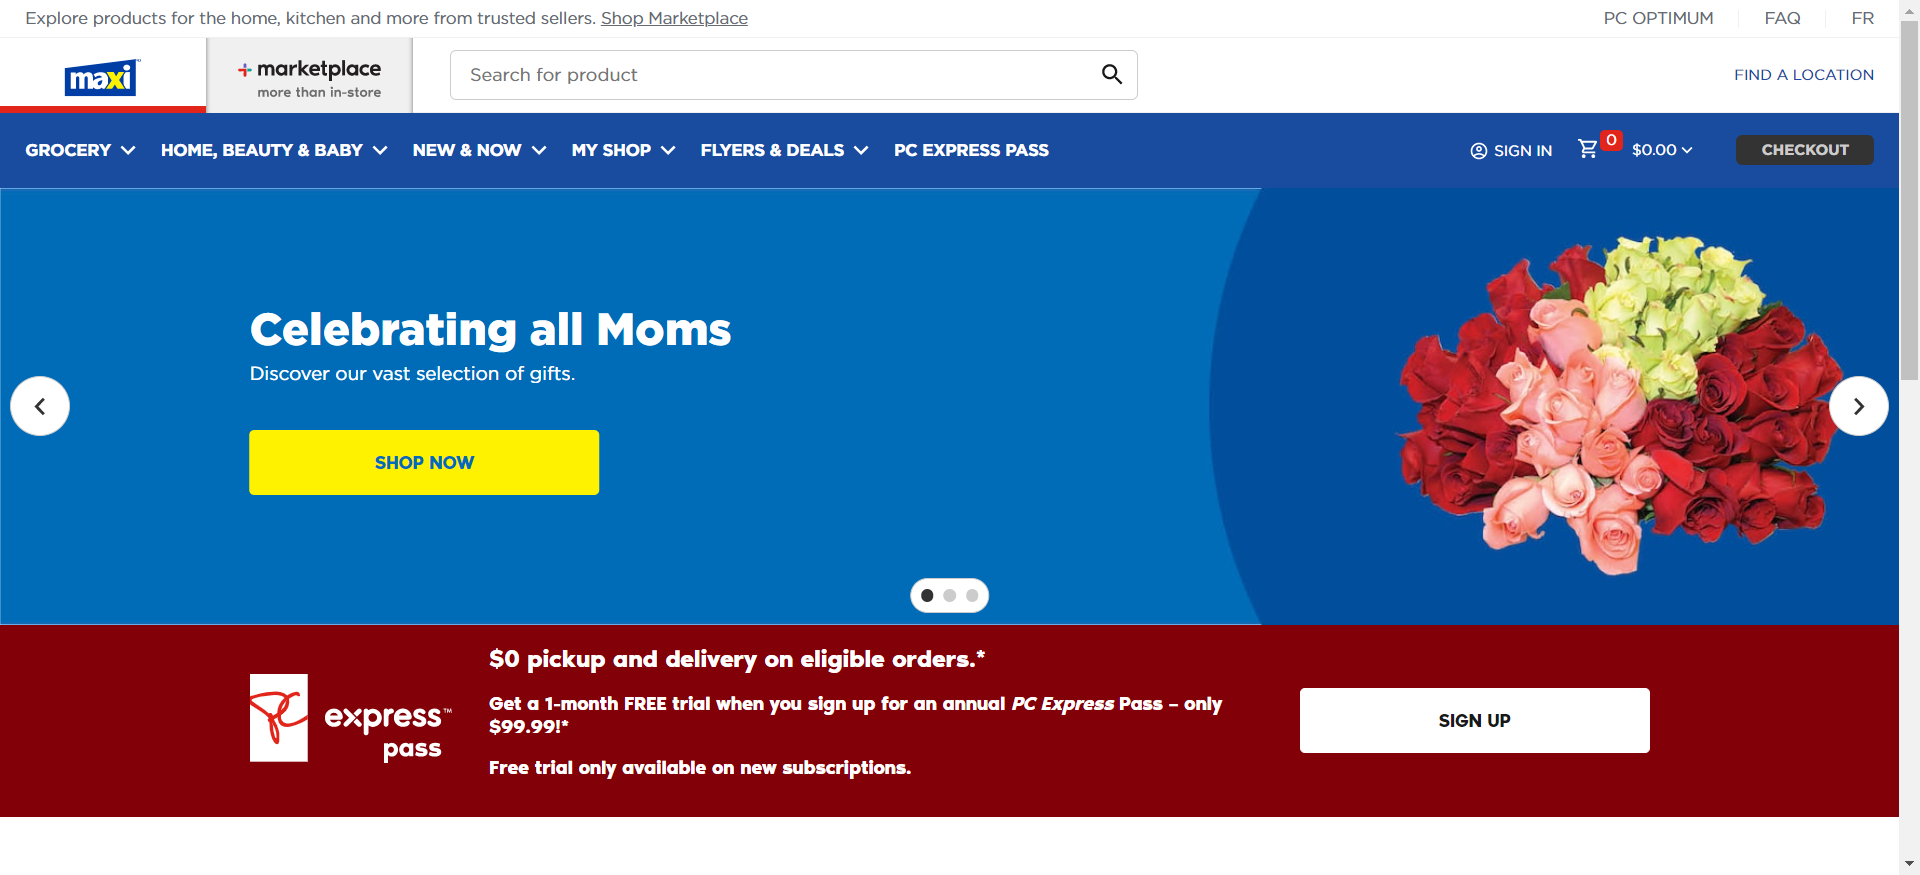 Explore products for the home, kitchen and more from trusted sellers. Shop Marketplace
PC OPTIMUM
FAQ
FR
maxi
marketplace
more than in-store
Search for product
FIND A LOCATION
GROCERY
HOME, BEAUTY & BABY
NEW & NOW
MY SHOP
FLYERS & DEALS
PC EXPRESS PASS
SIGN IN
0
$0.00
CHECKOUT
Celebrating all Moms
Discover our vast selection of gifts.
SHOP NOW
$0 pickup and delivery on eligible orders.*
PC express™
pass
Get a 1-month FREE trial when you sign up for an annual PC Express Pass – only
$99.99!*
Free trial only available on new subscriptions.
SIGN UP